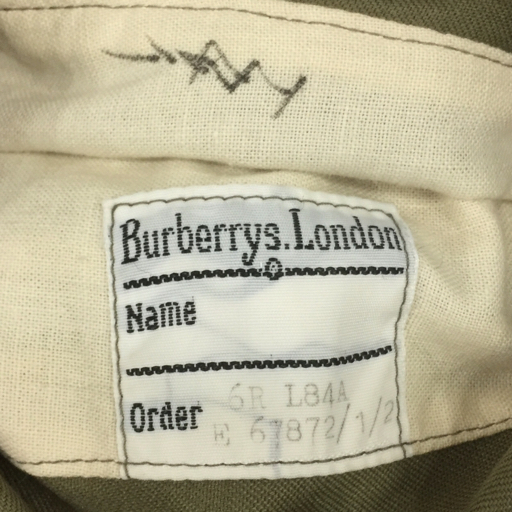 Burberrys.London
Name
Order 6R L84A
E 67872/1/2